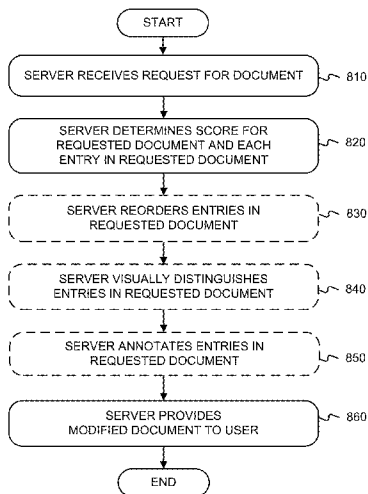 START
SERVER RECEIVES REQUEST FOR DOCUMENT
810
SERVER DETERMINES SCORE FOR
REQUESTED DOCUMENT AND EACH
ENTRY IN REQUESTED DOCUMENT
820
SERVER REORDERS ENTRIES IN
REQUESTED DOCUMENT
830
SERVER VISUALLY DISTINGUISHES
ENTRIES IN REQUESTED DOCUMENT
840
SERVER ANNOTATES ENTRIES IN
REQUESTED DOCUMENT
850
SERVER PROVIDES
MODIFIED DOCUMENT TO USER
860
END